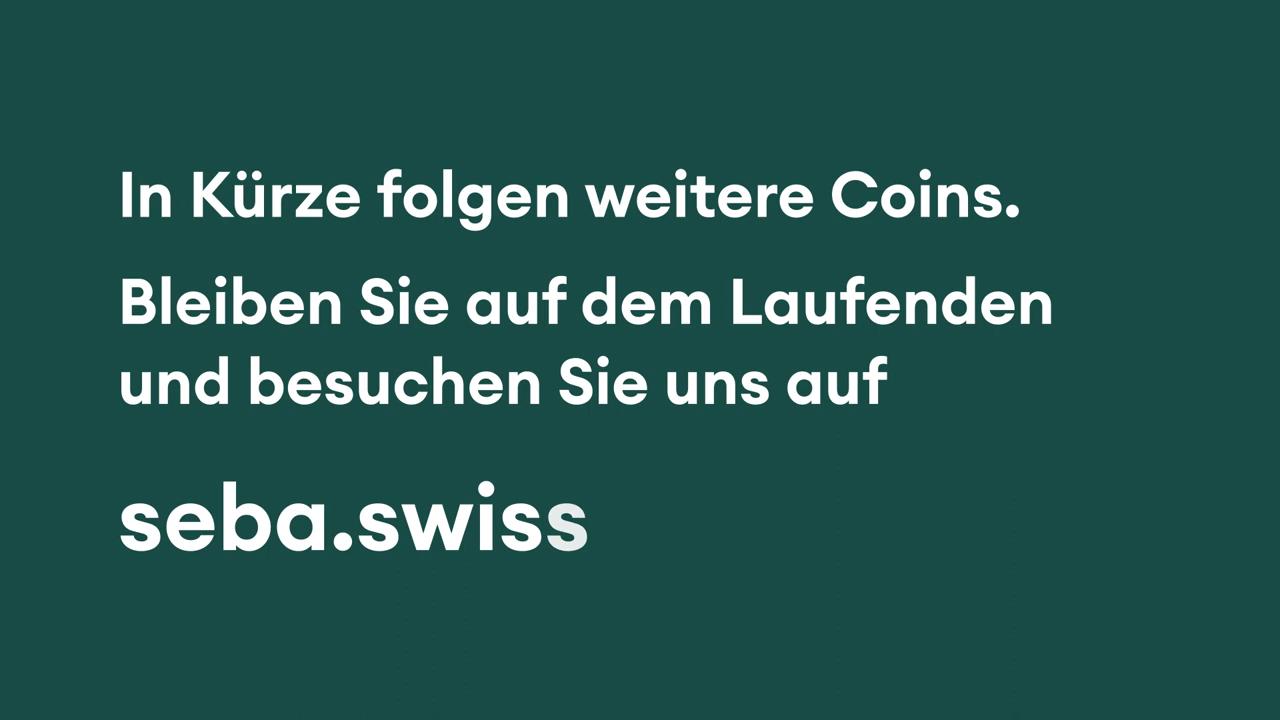 In Kürze folgen weitere Coins.
Bleiben Sie auf dem Laufenden
und besuchen Sie uns auf
seba.swiss